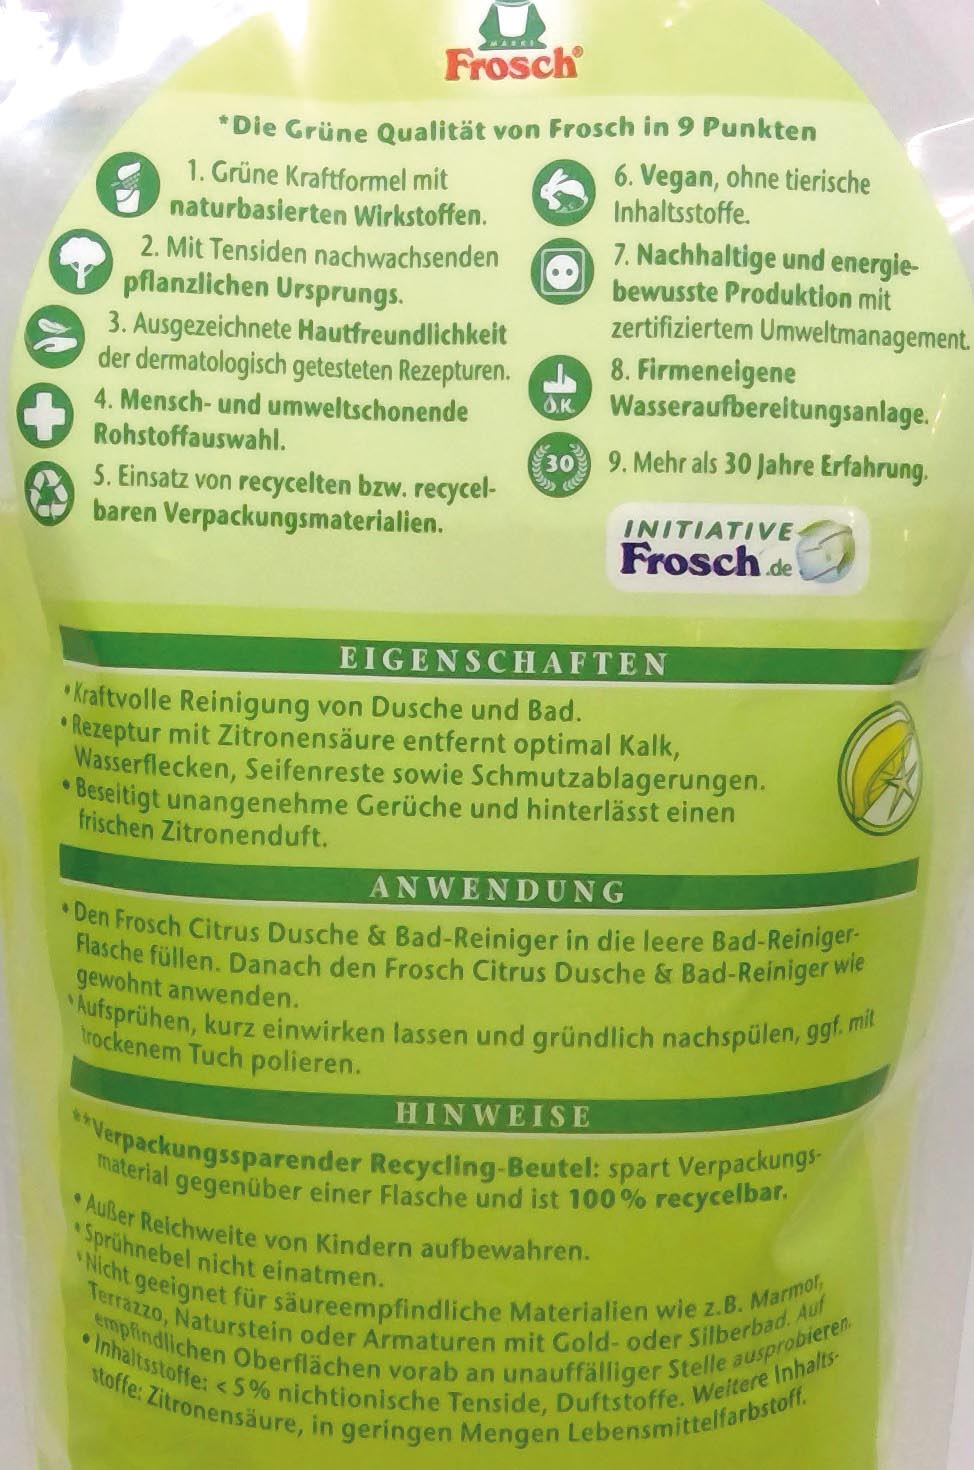 MARKE
Frosch®
*Die Grüne Qualität von Frosch in 9 Punkten
1. Grüne Kraftformel mit
naturbasierten Wirkstoffen.
2. Mit Tensiden nachwachsenden
pflanzlichen Ursprungs.
3. Ausgezeichnete Hautfreundlichkeit
der dermatologisch getesteten Rezepturen.
4. Mensch- und umweltschonende
Rohstoffauswahl.
5. Einsatz von recycelten bzw. recycel-
baren Verpackungsmaterialien.
6. Vegan, ohne tierische
Inhaltsstoffe.
7. Nachhaltige und energie-
bewusste Produktion mit
zertifiziertem Umweltmanagement.
O.K.
8. Firmeneigene
Wasseraufbereitungsanlage.
30
9. Mehr als 30 Jahre Erfahrung.
INITIATIVE
Frosch.de
EIGENSCHAFTEN
• Kraftvolle Reinigung von Dusche und Bad.
• Rezeptur mit Zitronensäure entfernt optimal Kalk,
Wasserflecken, Seifenreste sowie Schmutzablagerungen.
• Beseitigt unangenehme Gerüche und hinterlässt einen
frischen Zitronenduft.
ANWENDUNG
• Den Frosch Citrus Dusche & Bad-Reiniger in die leere Bad-Reiniger-
Flasche füllen. Danach den Frosch Citrus Dusche & Bad-Reiniger wie
gewohnt anwenden.
• Aufsprühen, kurz einwirken lassen und gründlich nachspülen, ggf. mit
trockenem Tuch polieren.
HINWEISE
**Verpackungssparender Recycling-Beutel: spart Verpackungs-
material gegenüber einer Flasche und ist 100 % recycelbar.
• Außer Reichweite von Kindern aufbewahren.
• Sprühnebel nicht einatmen.
• Nicht geeignet für säureempfindliche Materialien wie z.B. Marmor,
Terrazzo, Naturstein oder Armaturen mit Gold- oder Silberbad. Auf
empfindlichen Oberflächen vorab an unauffälliger Stelle ausprobieren.
• Inhaltsstoffe: < 5% nichtionische Tenside, Duftstoffe. Weitere Inhalts-
stoffe: Zitronensäure, in geringen Mengen Lebensmittelfarbstoff.